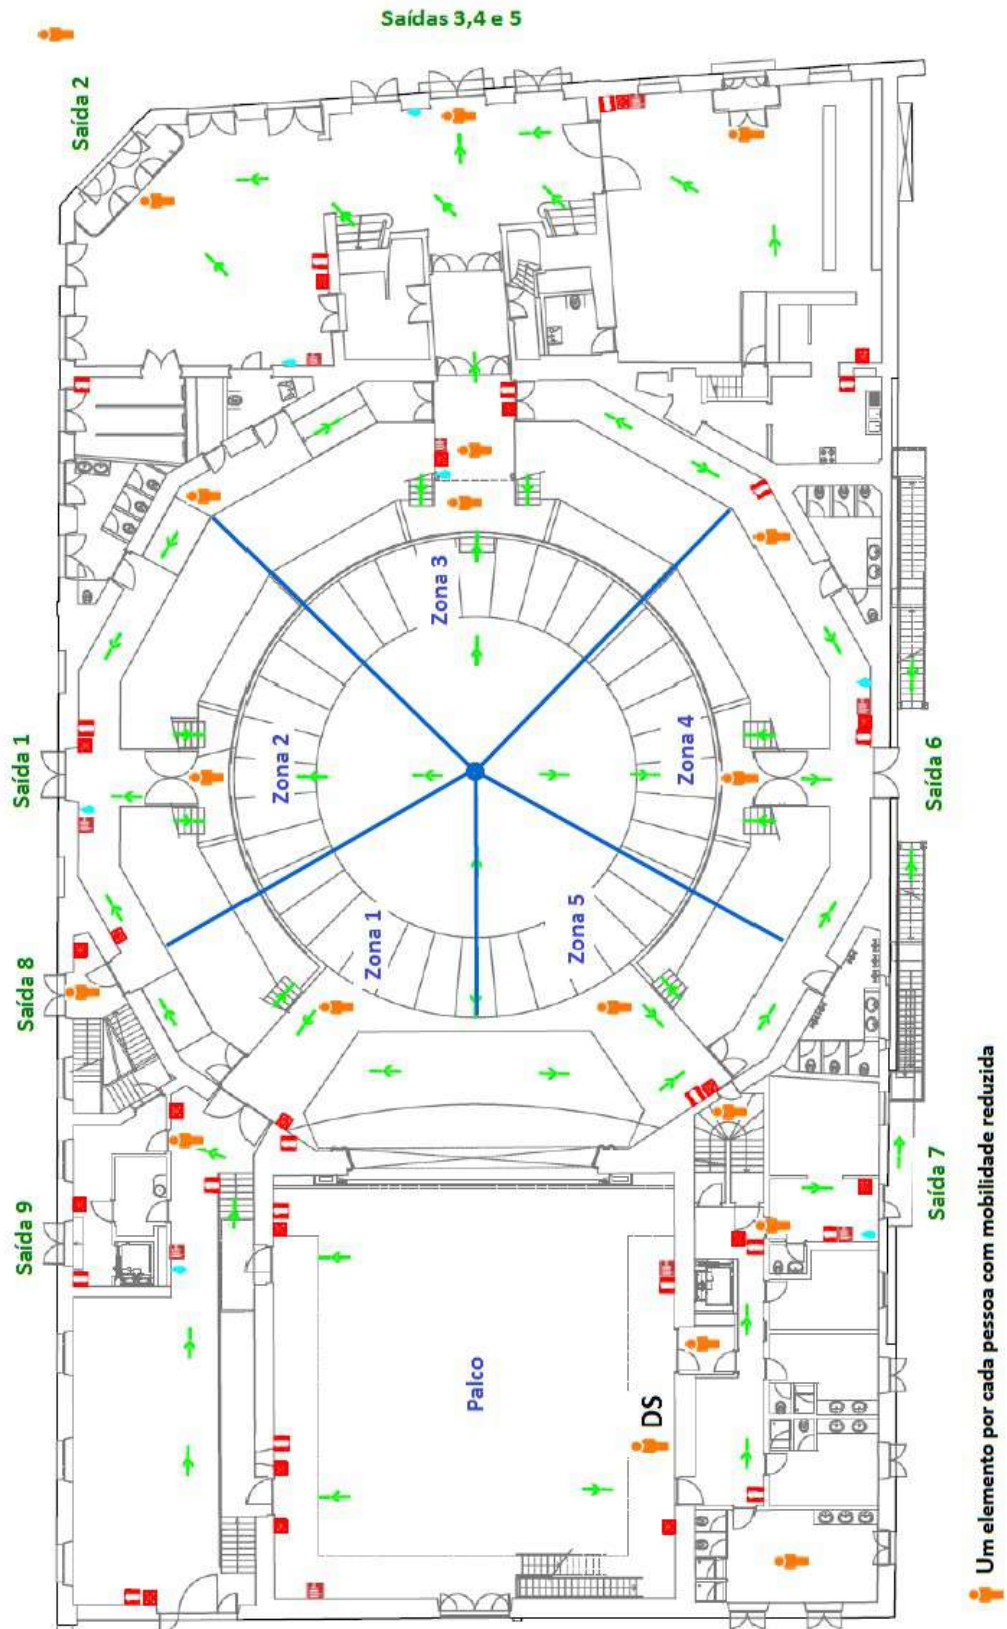 Saídas 3,4 e 5
Saída 2
Saída 1
Saída 8
Saída 9
Zona 3
Zona 2
Zona 4
Zona 1
Zona 5
Saída 6
Saída 7
Palco
DS
Um elemento por cada pessoa com mobilidade reduzida